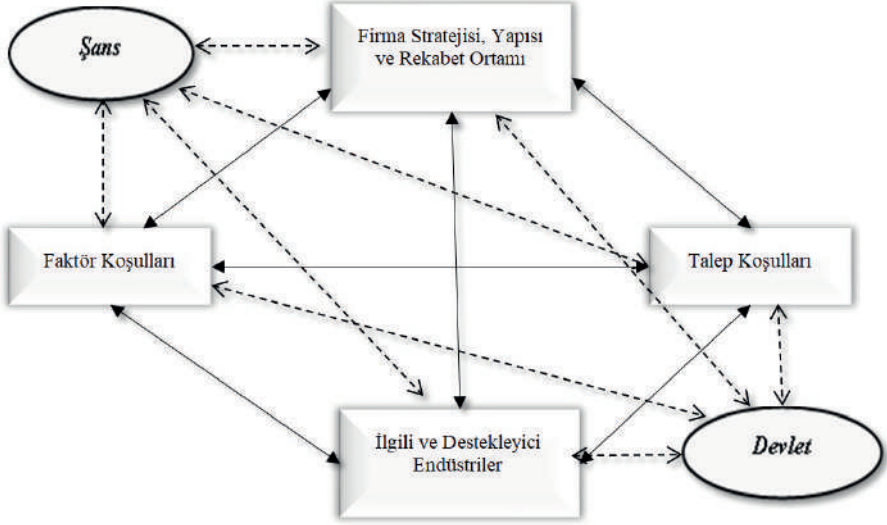 Şans
Firma Stratejisi, Yapısı
ve Rekabet Ortamı
Faktör Koşulları
Talep Koşulları
İlgili ve Destekleyici
Endüstriler
Devlet